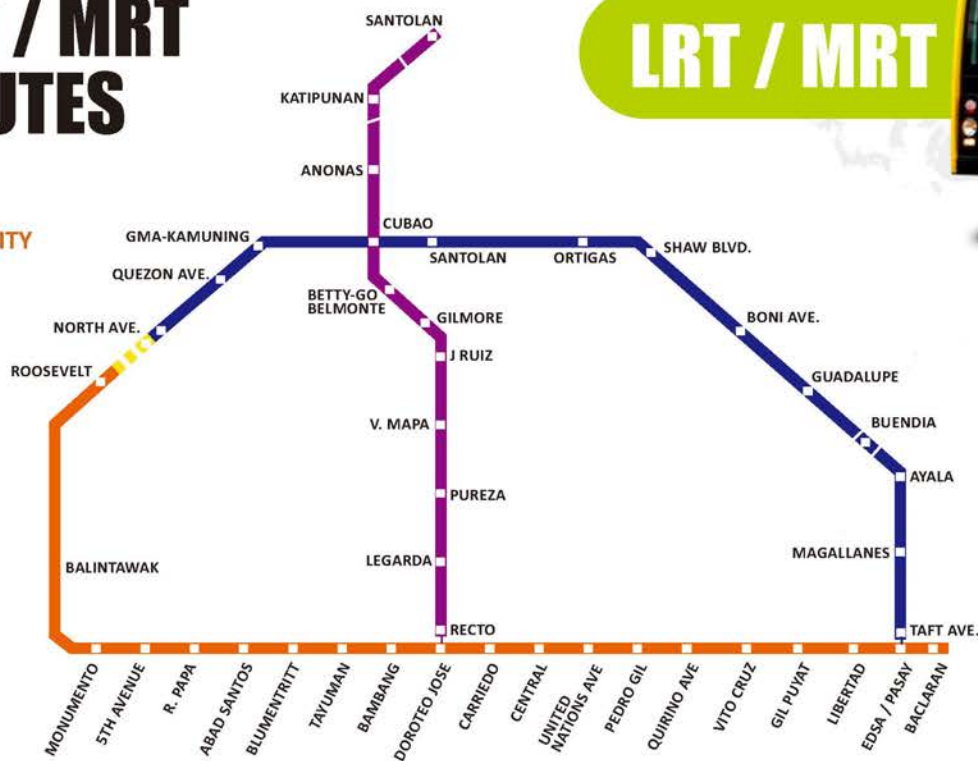 / MRT
UTES
LRT / MRT
ITY
SANTOLAN
KATIPUNAN
ANONAS
CUBAO
GMA-KAMUNING
SANTOLAN
ORTIGAS
SHAW BLVD.
QUEZON AVE.
BETTY-GO
BELMONTE
GILMORE
NORTH AVE.
BONI AVE.
ROOSEVELT
J RUIZ
GUADALUPE
V. MAPA
BUENDIA
AYALA
PUREZA
MAGALLANES
LEGARDA
BALINTAWAK
RECTO
TAFT AVE.
MONUMENTO
5TH AVENUE
R. PAPA
ABAD SANTOS
BLUMENTRITT
TAYUMAN
BAMBANG
DOROTEO JOSE
CARRIEDO
CENTRAL
UNITED
NATIONS AVE
PEDRO GIL
QUIRINO AVE
VITO CRUZ
GIL PUYAT
LIBERTAD
EDSA / PASAY
BACLARAN